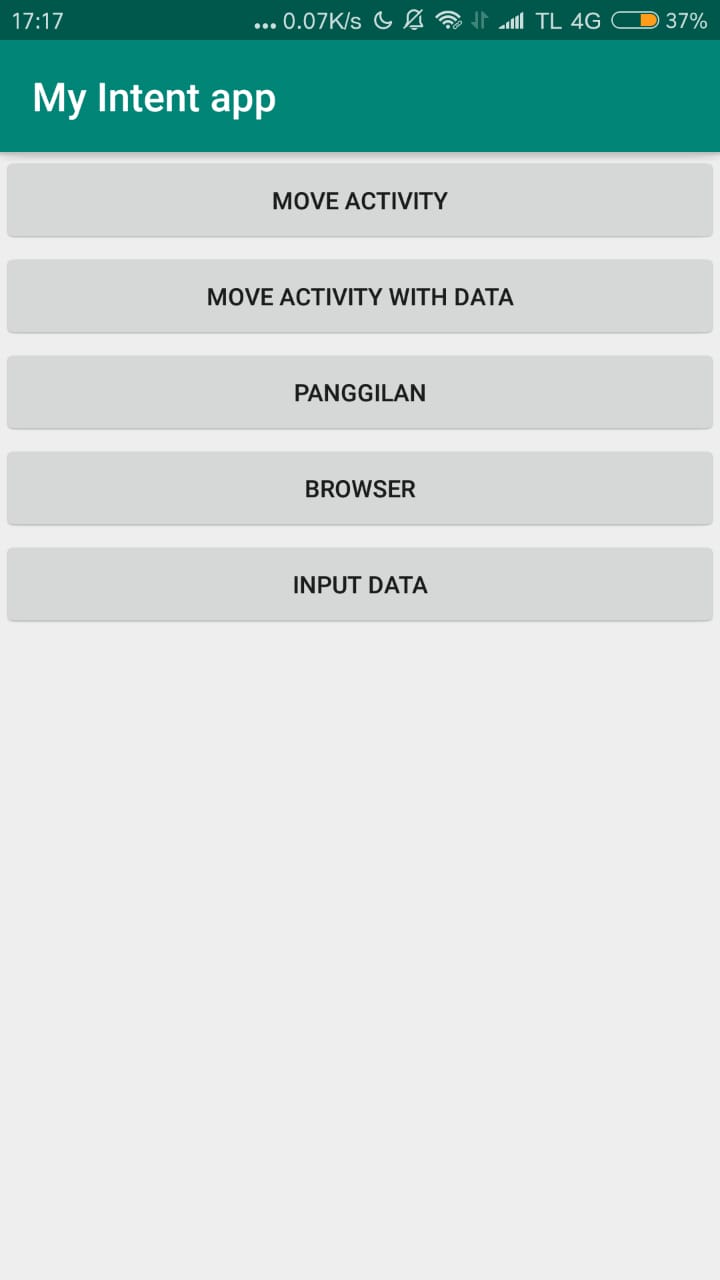 17:17 ... 0.07K/s TL 4G 37%
My Intent app
MOVE ACTIVITY
MOVE ACTIVITY WITH DATA
PANGGILAN
BROWSER
INPUT DATA